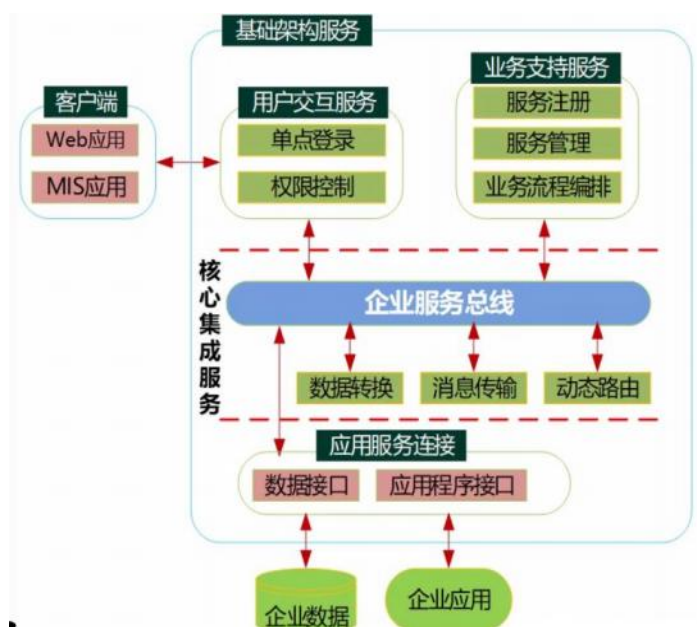 基础架构服务
客户端
Web应用
MIS应用
用户交互服务
单点登录
权限控制
业务支持服务
服务注册
服务管理
业务流程编排
核心集成服务
企业服务总线
数据转换
消息传输
动态路由
应用服务连接
数据接口
应用程序接口
企业数据
企业应用